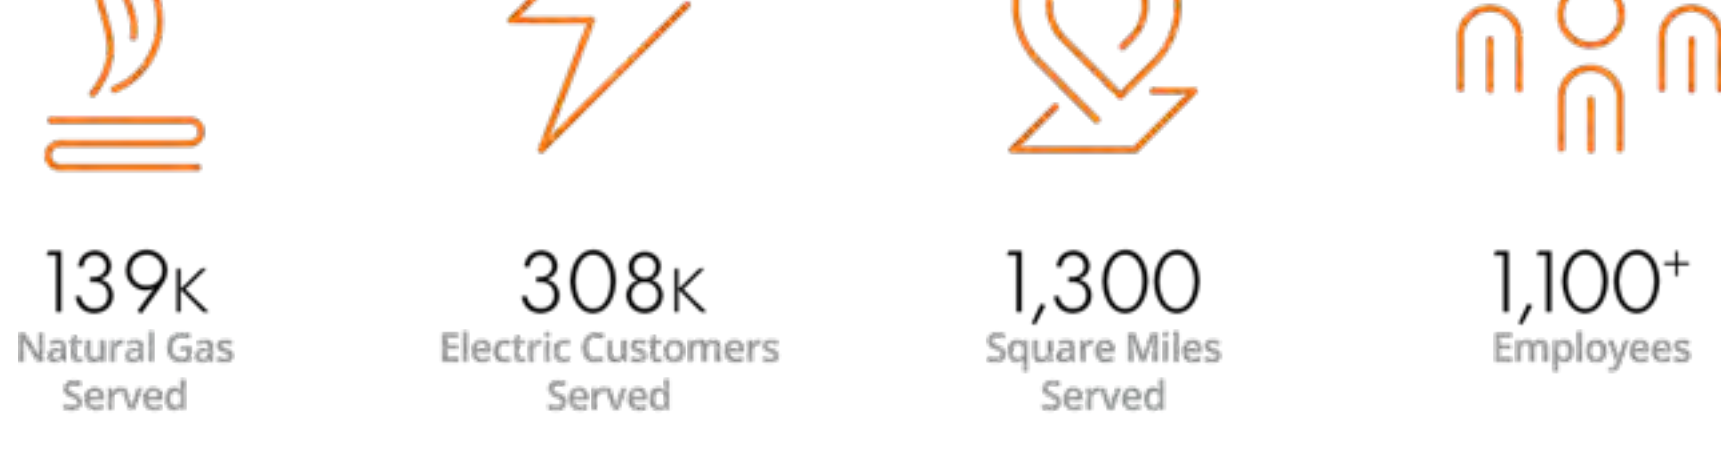 139K
Natural Gas
Served
308K
Electric Customers
Served
1,300
Square Miles
Served
1,100+
Employees